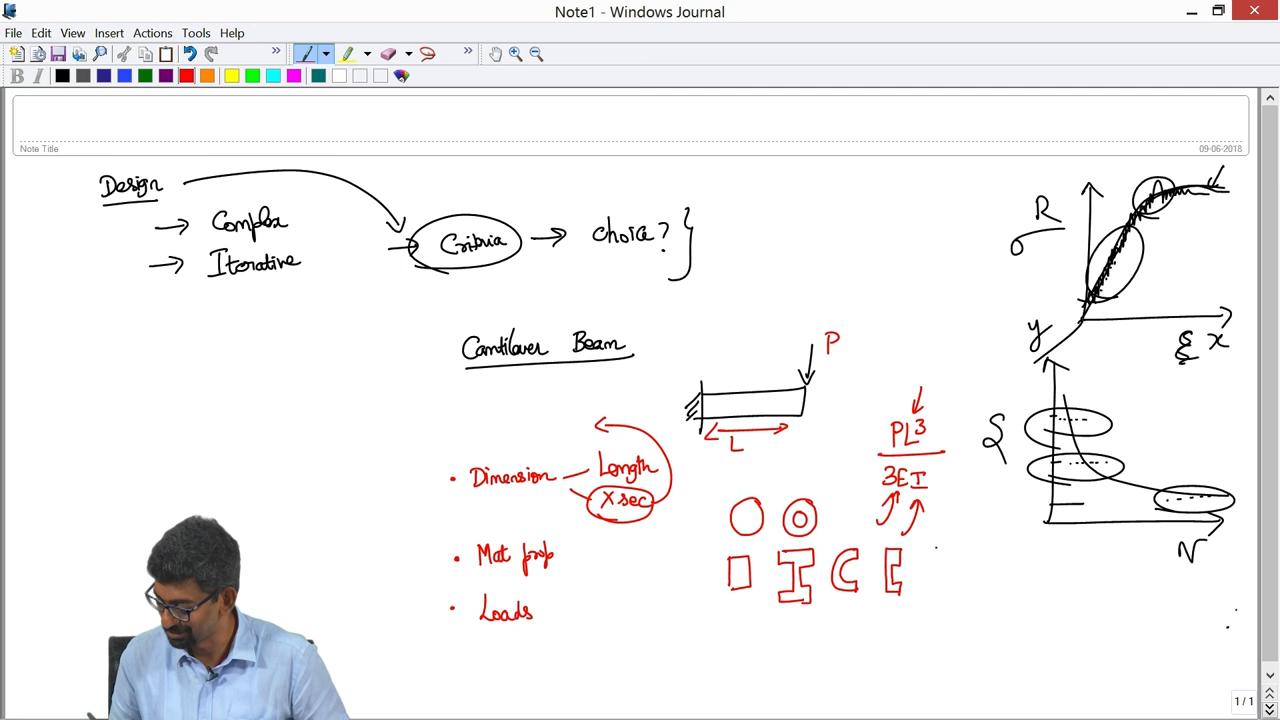 Note1 - Windows Journal
File Edit View Insert Actions Tools Help
B I
Note Title
09-06-2018
Design
→ Complex
→ Iterative
→ Criteria → choice? }
Cantilever Beam
P
L
• Dimension
Length
Xsec
• Mat prop
• Loads
PL³
3EI
R
σ
ξ x
y
S
N
1 / 1